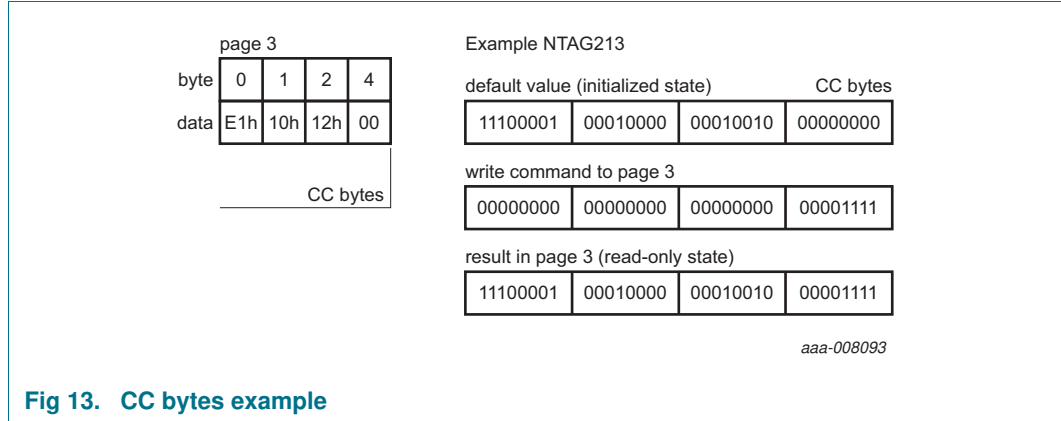 page 3
byte 0 1 2 4
data E1h 10h 12h 00
CC bytes
Example NTAG213
default value (initialized state) CC bytes
11100001 00010000 00010010 00000000
write command to page 3
00000000 00000000 00000000 00001111
result in page 3 (read-only state)
11100001 00010000 00010010 00001111
aaa-008093
Fig 13. CC bytes example